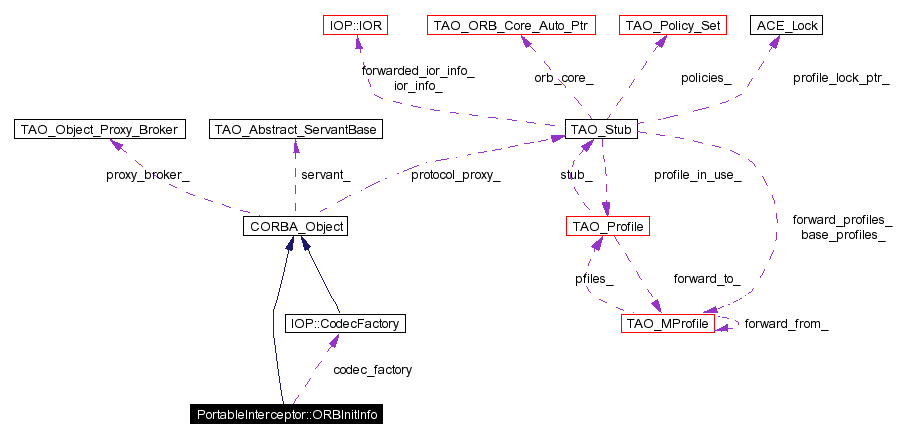 IOP::IOR
TAO_ORB_Core_Auto_Ptr
TAO_Policy_Set
ACE_Lock
forwarded_ior_info_
ior_info_
orb_core_
policies_
profile_lock_ptr_
TAO_Object_Proxy_Broker
TAO_Abstract_ServantBase
TAO_Stub
proxy_broker_
servant_
protocol_proxy_
stub_
profile_in_use_
forward_profiles_
base_profiles_
CORBA_Object
TAO_Profile
pfiles_
forward_to_
IOP::CodecFactory
TAO_MProfile
forward_from_
codec_factory
PortableInterceptor::ORBInitInfo